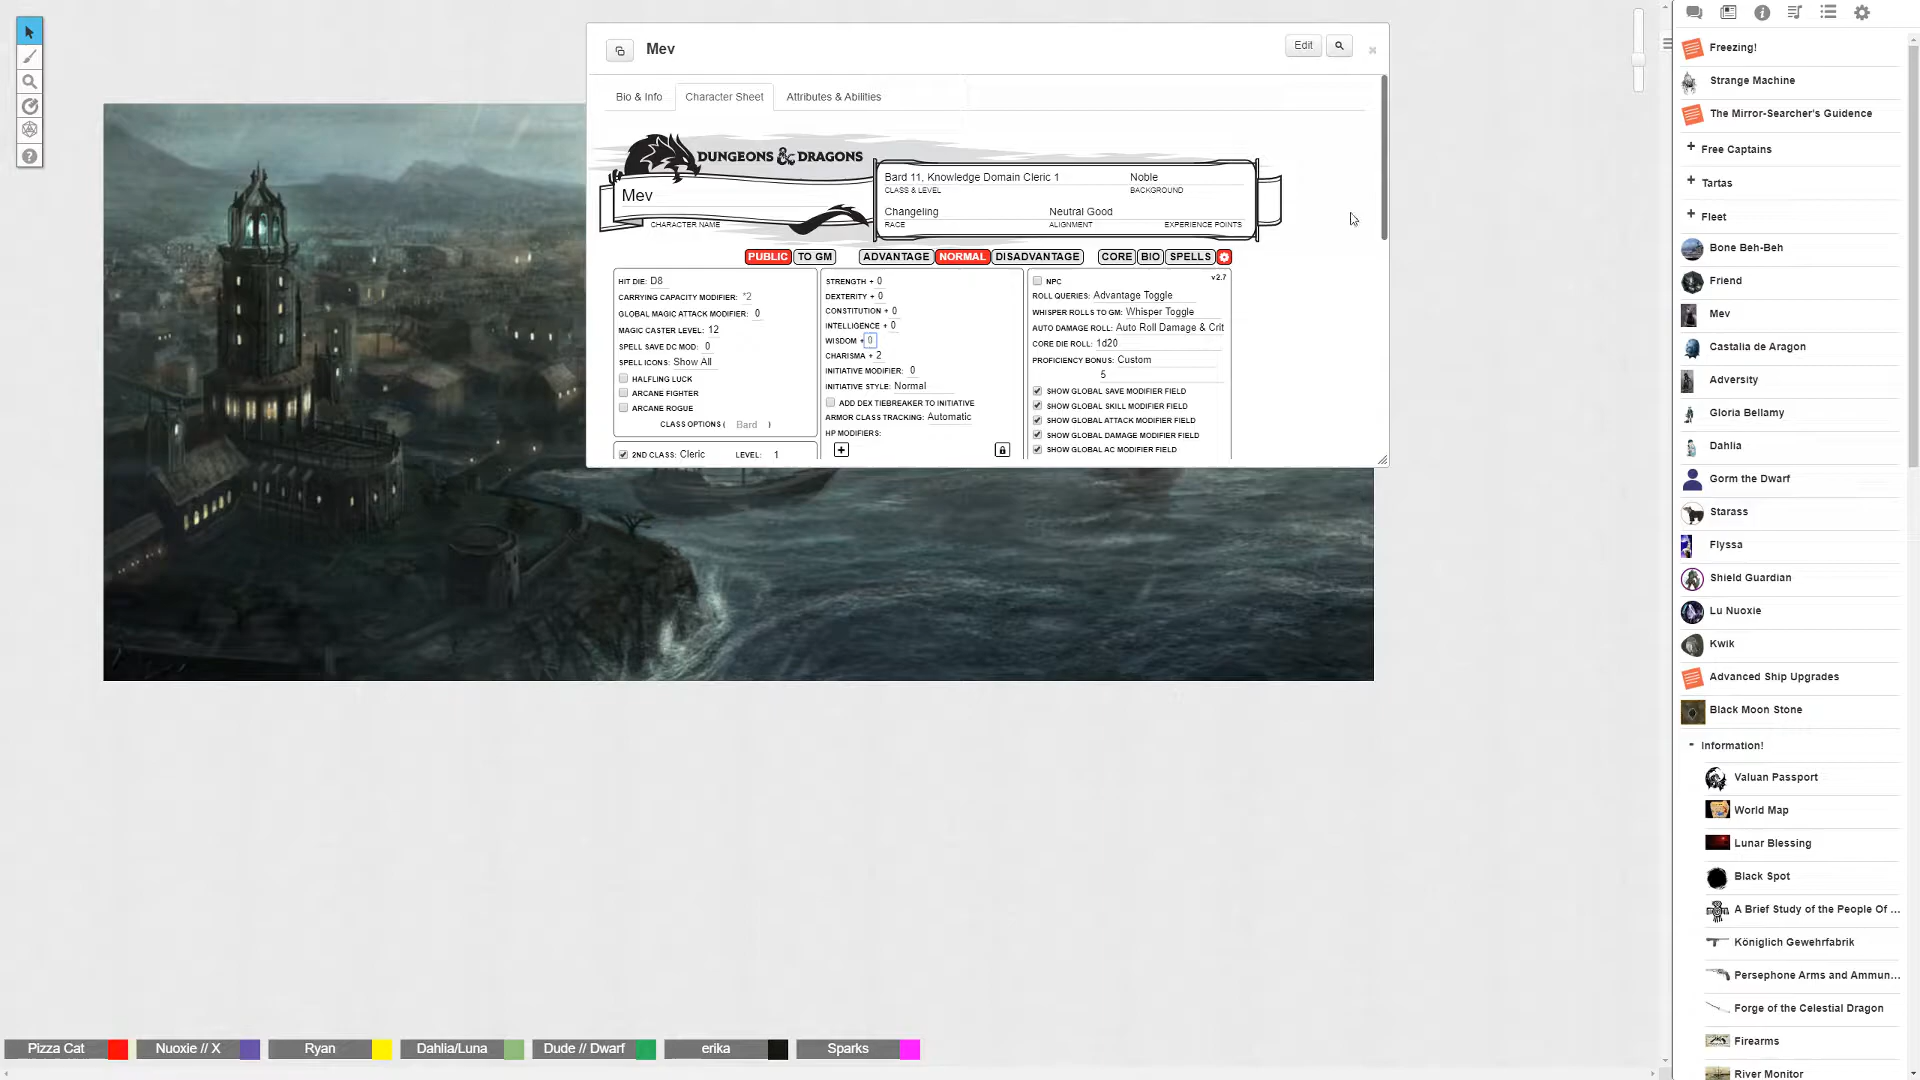 Mev
Edit
Bio & Info
Character Sheet
Attributes & Abilities
DUNGEONS & DRAGONS
Mev
CHARACTER NAME
Bard 11, Knowledge Domain Cleric 1
Noble
CLASS & LEVEL
BACKGROUND
Changeling
Neutral Good
RACE
ALIGNMENT
EXPERIENCE POINTS
PUBLIC TO GM
ADVANTAGE NORMAL DISADVANTAGE
CORE BIO SPELLS
HIT DIE: D8
CARRYING CAPACITY MODIFIER: *2
GLOBAL MAGIC ATTACK MODIFIER: 0
MAGIC CASTER LEVEL: 12
SPELL SAVE DC MOD: 0
SPELL ICONS: Show All
HALFLING LUCK
ARCANE FIGHTER
ARCANE ROGUE
CLASS OPTIONS ( Bard )
2ND CLASS: Cleric LEVEL: 1
STRENGTH + 0
DEXTERITY + 0
CONSTITUTION + 0
INTELLIGENCE + 0
WISDOM + 0
CHARISMA + 2
INITIATIVE MODIFIER: 0
INITIATIVE STYLE: Normal
ADD DEX TIEBREAKER TO INITIATIVE
ARMOR CLASS TRACKING: Automatic
HP MODIFIERS:
+
NPC
v2.7
ROLL QUERIES: Advantage Toggle
WHISPER ROLLS TO GM: Whisper Toggle
AUTO DAMAGE ROLL: Auto Roll Damage & Crit
CORE DIE ROLL: 1d20
PROFICIENCY BONUS: Custom
5
SHOW GLOBAL SAVE MODIFIER FIELD
SHOW GLOBAL SKILL MODIFIER FIELD
SHOW GLOBAL ATTACK MODIFIER FIELD
SHOW GLOBAL DAMAGE MODIFIER FIELD
SHOW GLOBAL AC MODIFIER FIELD
Freezing!
Strange Machine
The Mirror-Searcher's Guidence
+ Free Captains
+ Tartas
+ Fleet
Bone Beh-Beh
Friend
Mev
Castalia de Aragon
Adversity
Gloria Bellamy
Dahlia
Gorm the Dwarf
Starass
Flyssa
Shield Guardian
Lu Nuoxie
Kwik
Advanced Ship Upgrades
Black Moon Stone
- Information!
Valuan Passport
World Map
Lunar Blessing
Black Spot
A Brief Study of the People Of ...
Königlich Gewehrfabrik
Persephone Arms and Ammun...
Forge of the Celestial Dragon
Firearms
River Monitor
Pizza Cat
Nuoxie // X
Ryan
Dahlia/Luna
Dude // Dwarf
erika
Sparks